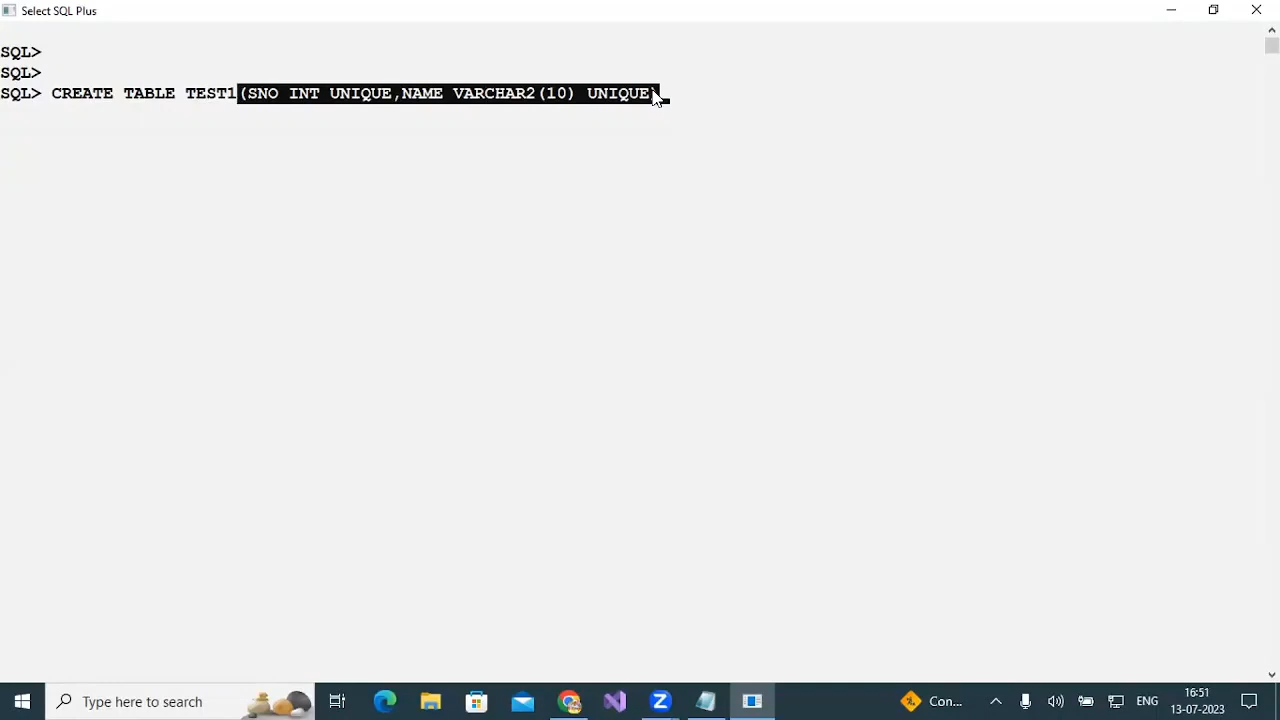 Select SQL Plus
SQL>
SQL>
SQL> CREATE TABLE TEST1(SNO INT UNIQUE,NAME VARCHAR2(10) UNIQUE)
Type here to search
Con...
ENG
16:51
13-07-2023